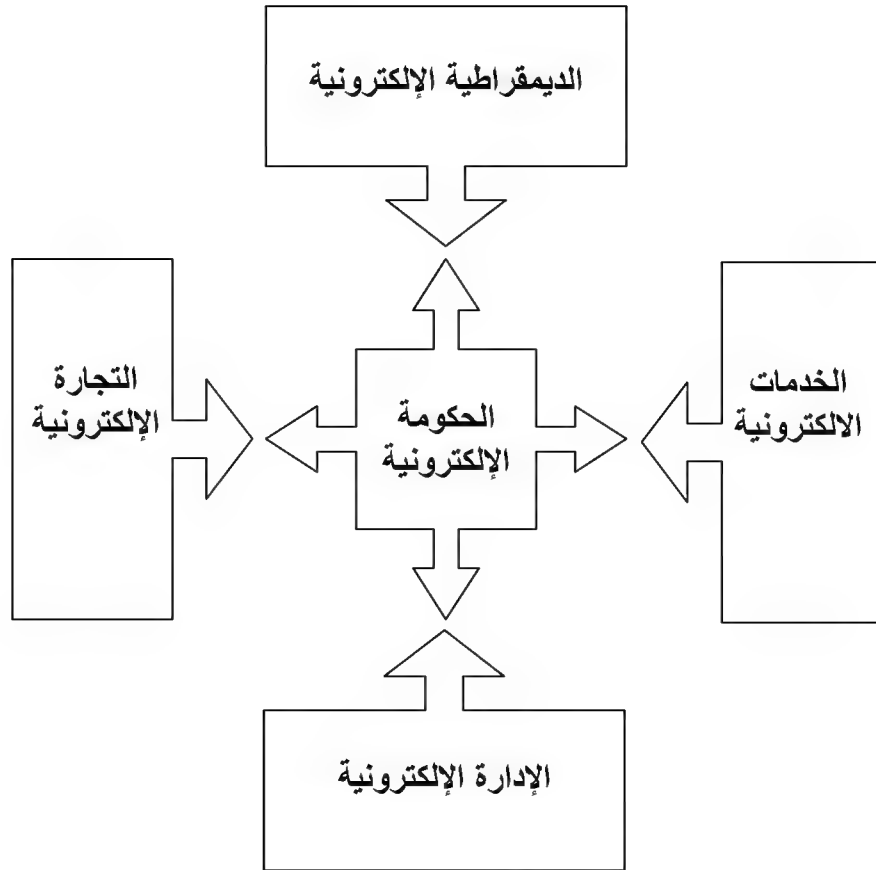 الديمقراطية الإلكترونية
الخدمات
الالكترونية
الحكومة
الإلكترونية
التجارة
الإلكترونية
الإدارة الإلكترونية